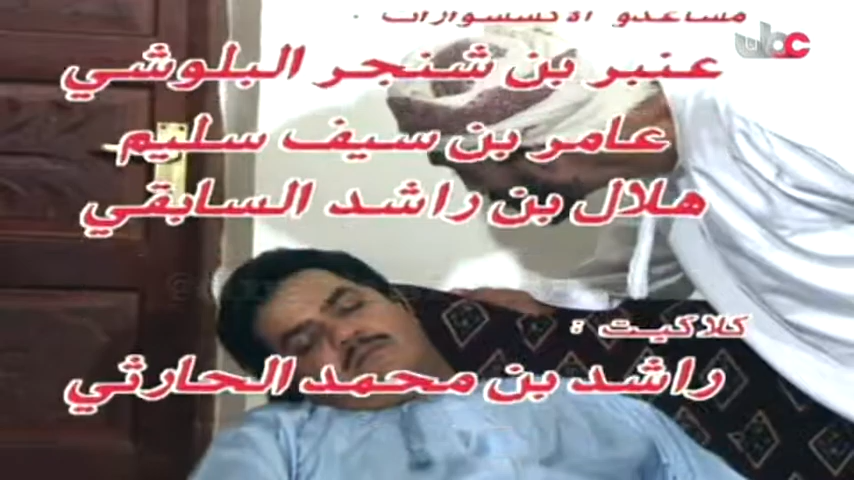 مساعدو الاكسسوارات :
عنبر بن شنجر البلوشي
عامر بن سيف سليم
هلال بن راشد السابقي
كلاكيت :
راشد بن محمد الحارثي